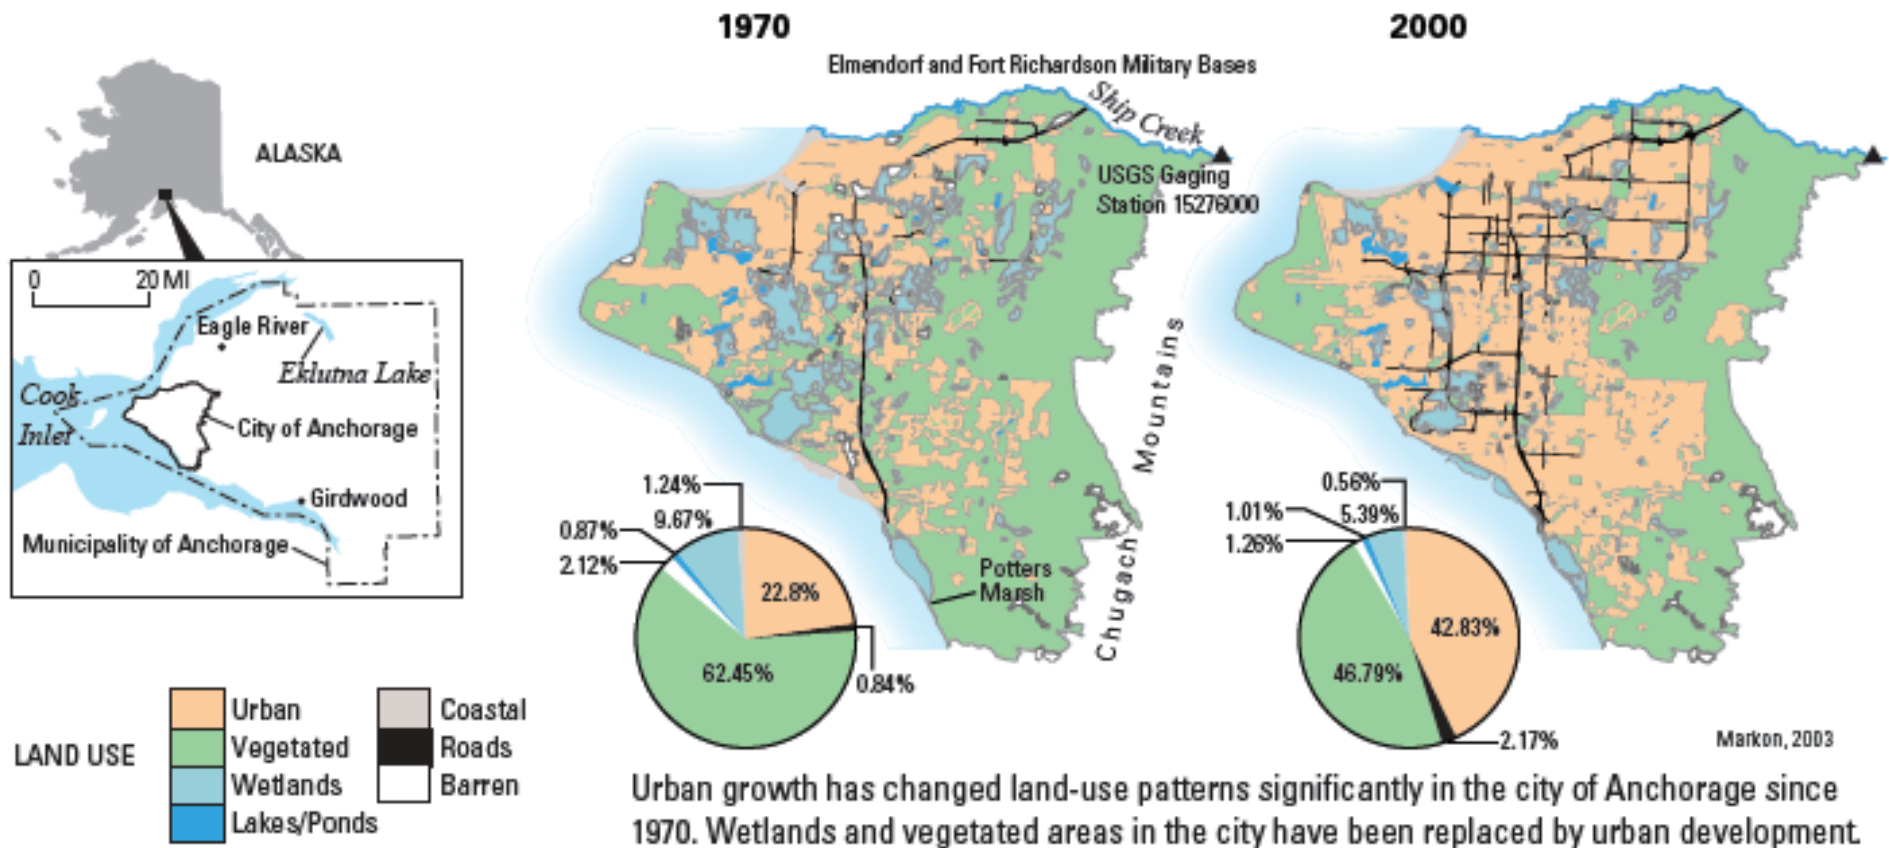 1970
2000
Elmendorf and Fort Richardson Military Bases
Ship Creek
ALASKA
USGS Gaging
Station 15276000
0 20 MI
Eagle River
Eklutna Lake
Cook
Inlet
City of Anchorage
Girdwood
Municipality of Anchorage
Chugach Mountains
Potters
Marsh
1.24%
9.67%
0.87%
2.12%
22.8%
62.45%
0.84%
0.56%
5.39%
1.01%
1.26%
42.83%
46.79%
2.17%
LAND USE
Urban
Vegetated
Wetlands
Lakes/Ponds
Coastal
Roads
Barren
Markon, 2003
Urban growth has changed land-use patterns significantly in the city of Anchorage since
1970. Wetlands and vegetated areas in the city have been replaced by urban development.